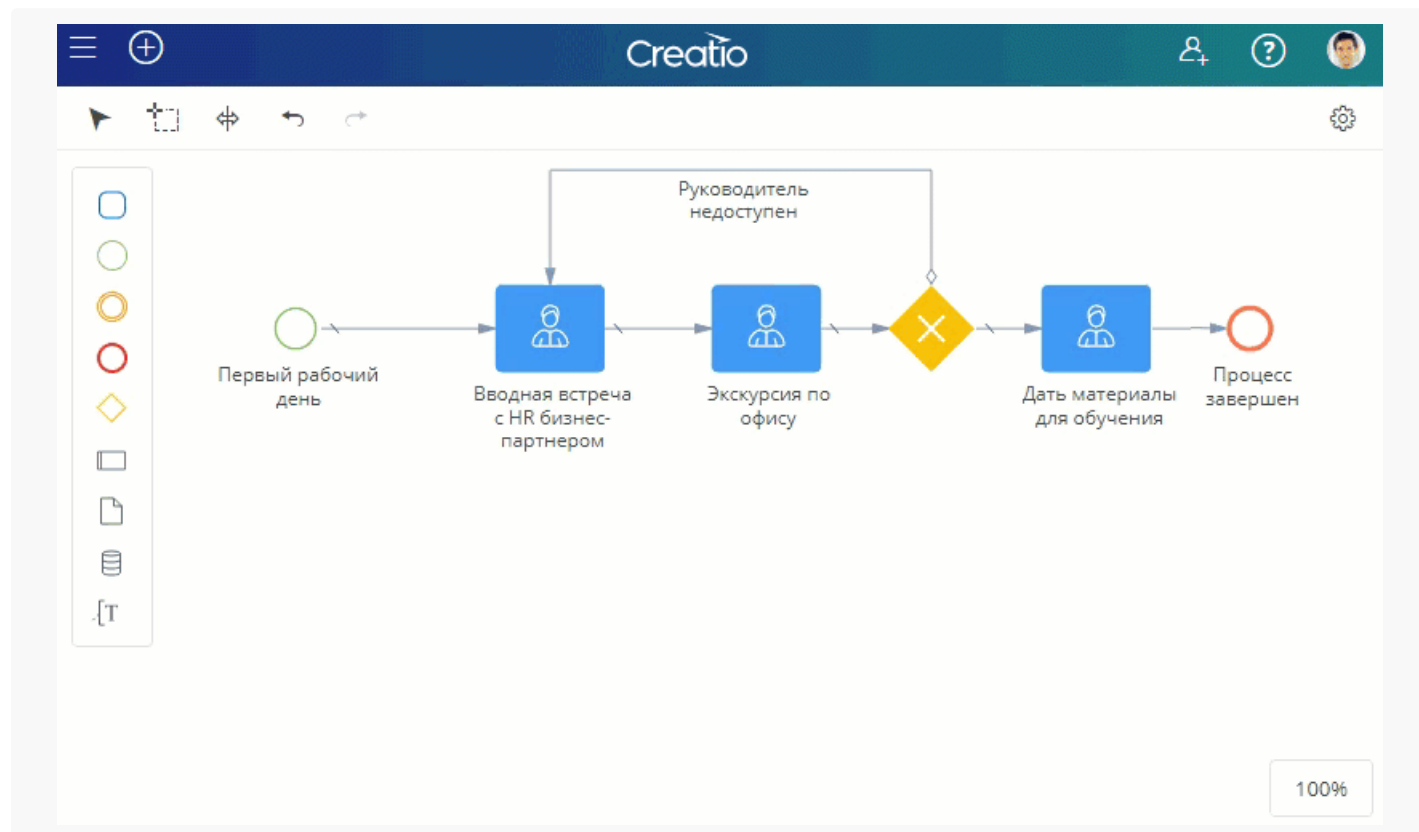 Creatio
Руководитель
недоступен
Первый рабочий
день
Вводная встреча
с HR бизнес-
партнером
Экскурсия по
офису
Дать материалы
для обучения
Процесс
завершен
T
100%